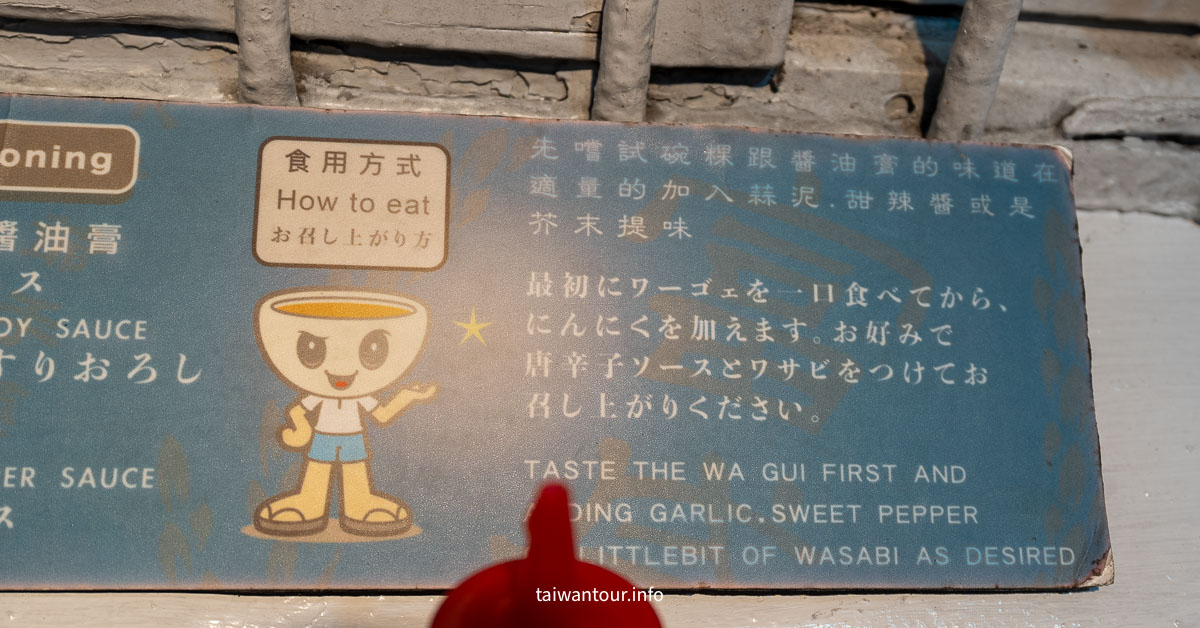 oning
醬油膏
ス
OY SAUCE
すりおろし
ER SAUCE
ス
食用方式
How to eat
お召し上がり方
先嚐試碗粿跟醬油膏的味道在
適量的加入蒜泥.甜辣醬或是
芥末提味
最初にワーゴェを一口食べてから、
にんにくを加えます。お好みで
唐辛子ソースとワサビをつけてお
召し上がりください。
TASTE THE WA GUI FIRST AND
DING GARLIC.SWEET PEPPER
LITTLEBIT OF WASABI AS DESIRED
taiwantour.info